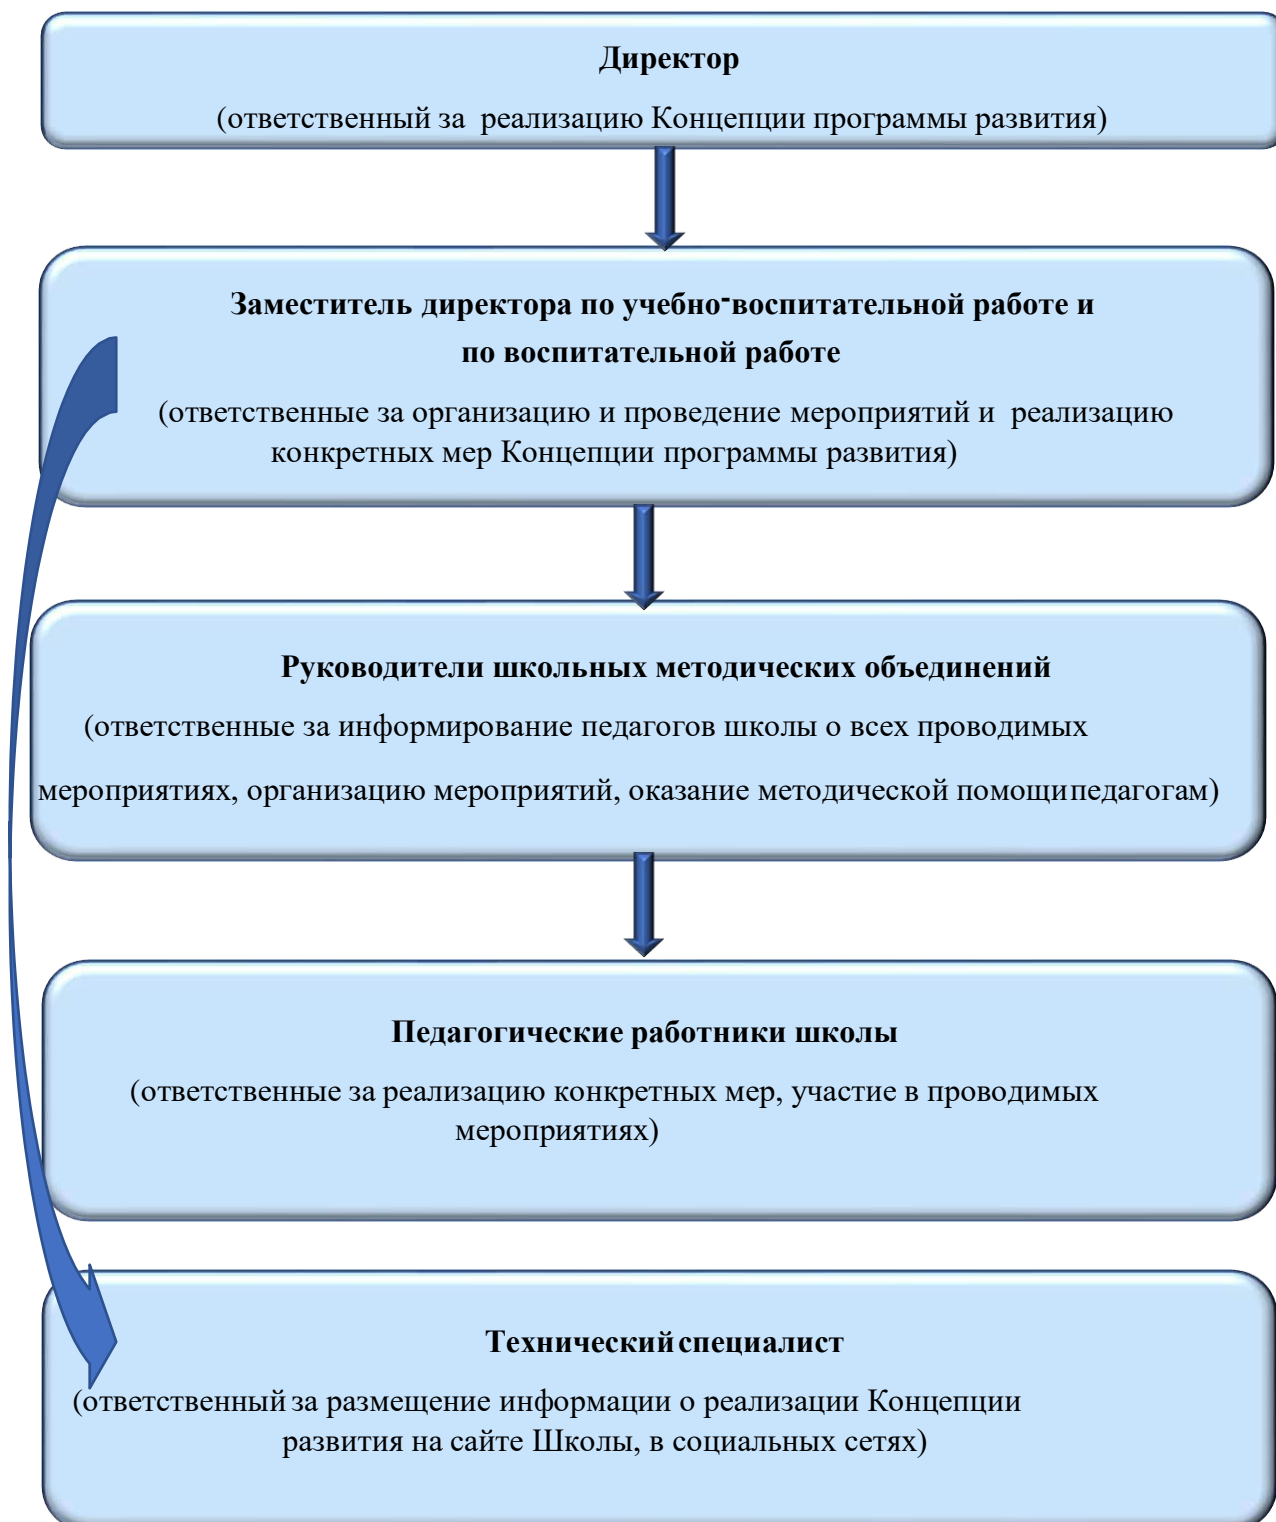 Директор
(ответственный за реализацию Концепции программы развития)
Заместитель директора по учебно-воспитательной работе и
по воспитательной работе
(ответственные за организацию и проведение мероприятий и реализацию
конкретных мер Концепции программы развития)
Руководители школьных методических объединений
(ответственные за информирование педагогов школы о всех проводимых
мероприятиях, организацию мероприятий, оказание методической помощипедагогам)
Педагогические работники школы
(ответственные за реализацию конкретных мер, участие в проводимых
мероприятиях)
Технический специалист
(ответственный за размещение информации о реализации Концепции
развития на сайте Школы, в социальных сетях)